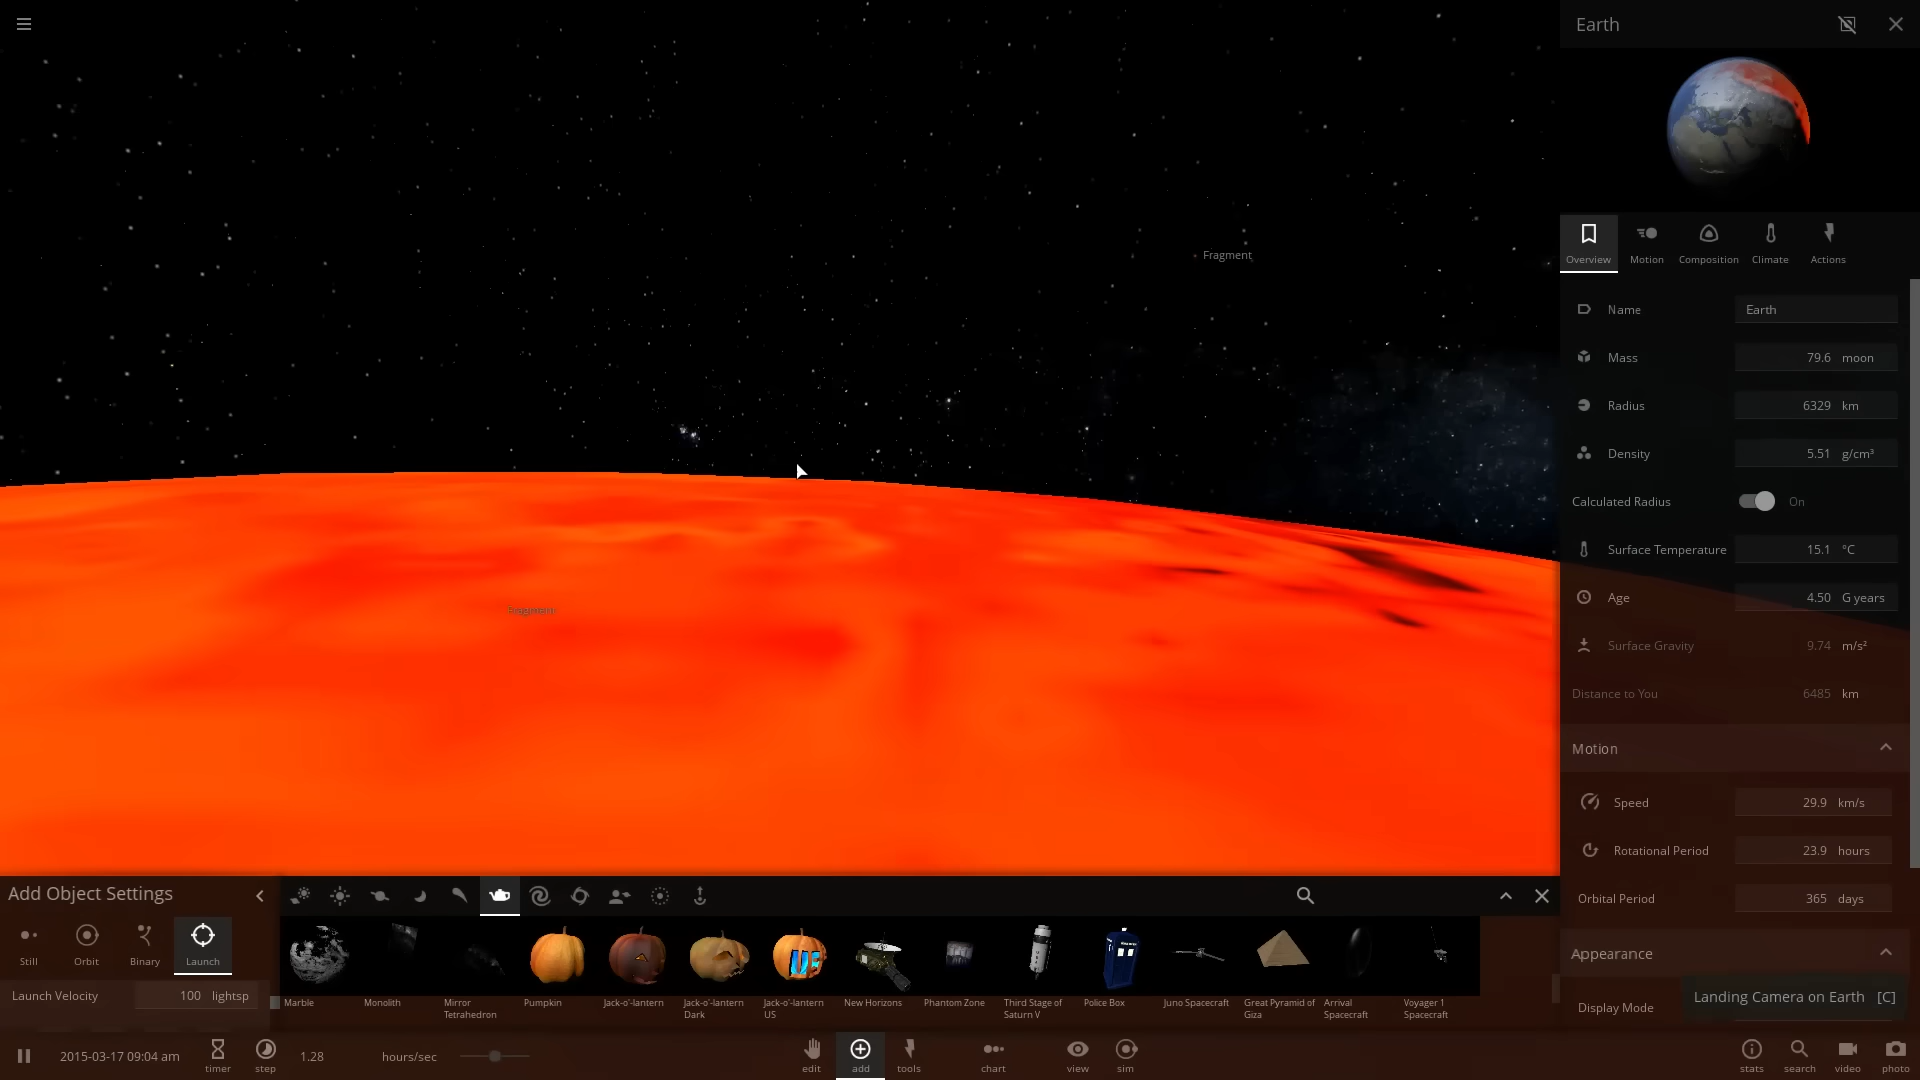 Earth
Fragment
Fragment
Overview
Motion
Composition
Climate
Actions
Name Earth
Mass 79.6 moon
Radius 6329 km
Density 5.51 g/cm³
Calculated Radius On
Surface Temperature 15.1 °C
Age 4.50 G years
Surface Gravity 9.74 m/s²
Distance to You 6485 km
Motion
Speed 29.9 km/s
Rotational Period 23.9 hours
Orbital Period 365 days
Appearance
Display Mode
Landing Camera on Earth [C]
Add Object Settings
Still
Orbit
Binary
Launch
Launch Velocity 100 lightsp
Marble
Monolith
Mirror
Tetrahedron
Pumpkin
Jack-o'-lantern
Jack-o'-lantern
Dark
Jack-o'-lantern
US
New Horizons
Phantom Zone
Third Stage of
Saturn V
Police Box
Juno Spacecraft
Great Pyramid of
Giza
Arrival
Spacecraft
Voyager 1
Spacecraft
2015-03-17 09:04 am
timer
step
1.28 hours/sec
edit
add
tools
chart
view
sim
stats
search
video
photo